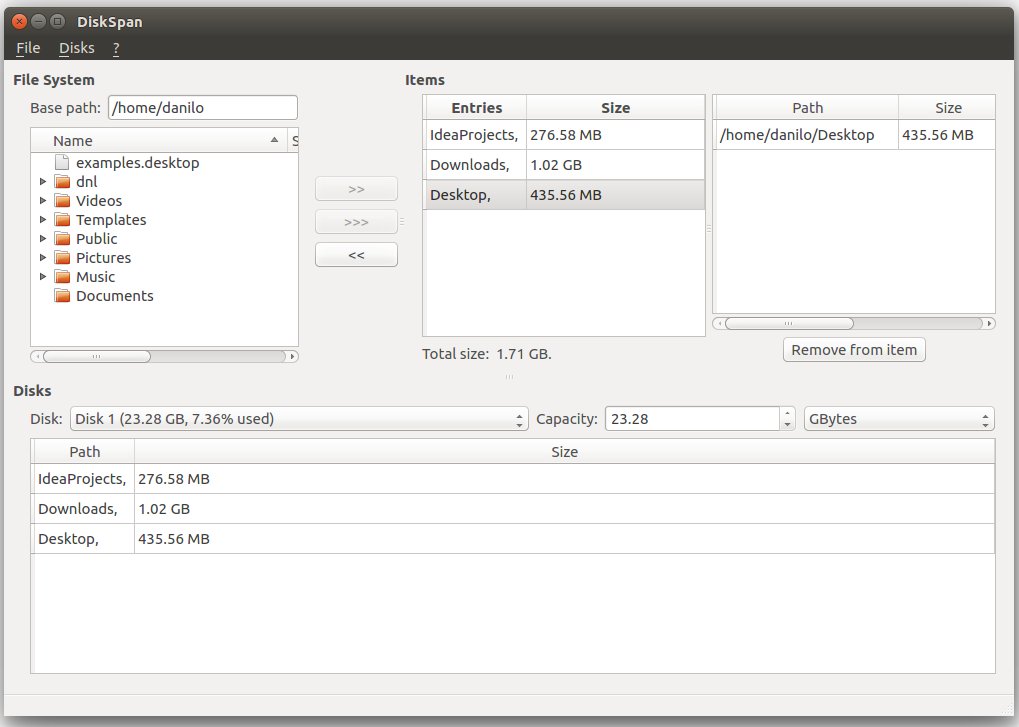 DiskSpan
File Disks ?
File System
Base path: /home/danilo
Name S
examples.desktop
dnl
Videos
Templates
Public
Pictures
Music
Documents
>>
>>>
<<
Items
Entries Size
IdeaProjects, 276.58 MB
Downloads, 1.02 GB
Desktop, 435.56 MB
Total size: 1.71 GB.
Path Size
/home/danilo/Desktop 435.56 MB
Remove from item
Disks
Disk: Disk 1 (23.28 GB, 7.36% used) Capacity: 23.28 GBytes
Path Size
IdeaProjects, 276.58 MB
Downloads, 1.02 GB
Desktop, 435.56 MB